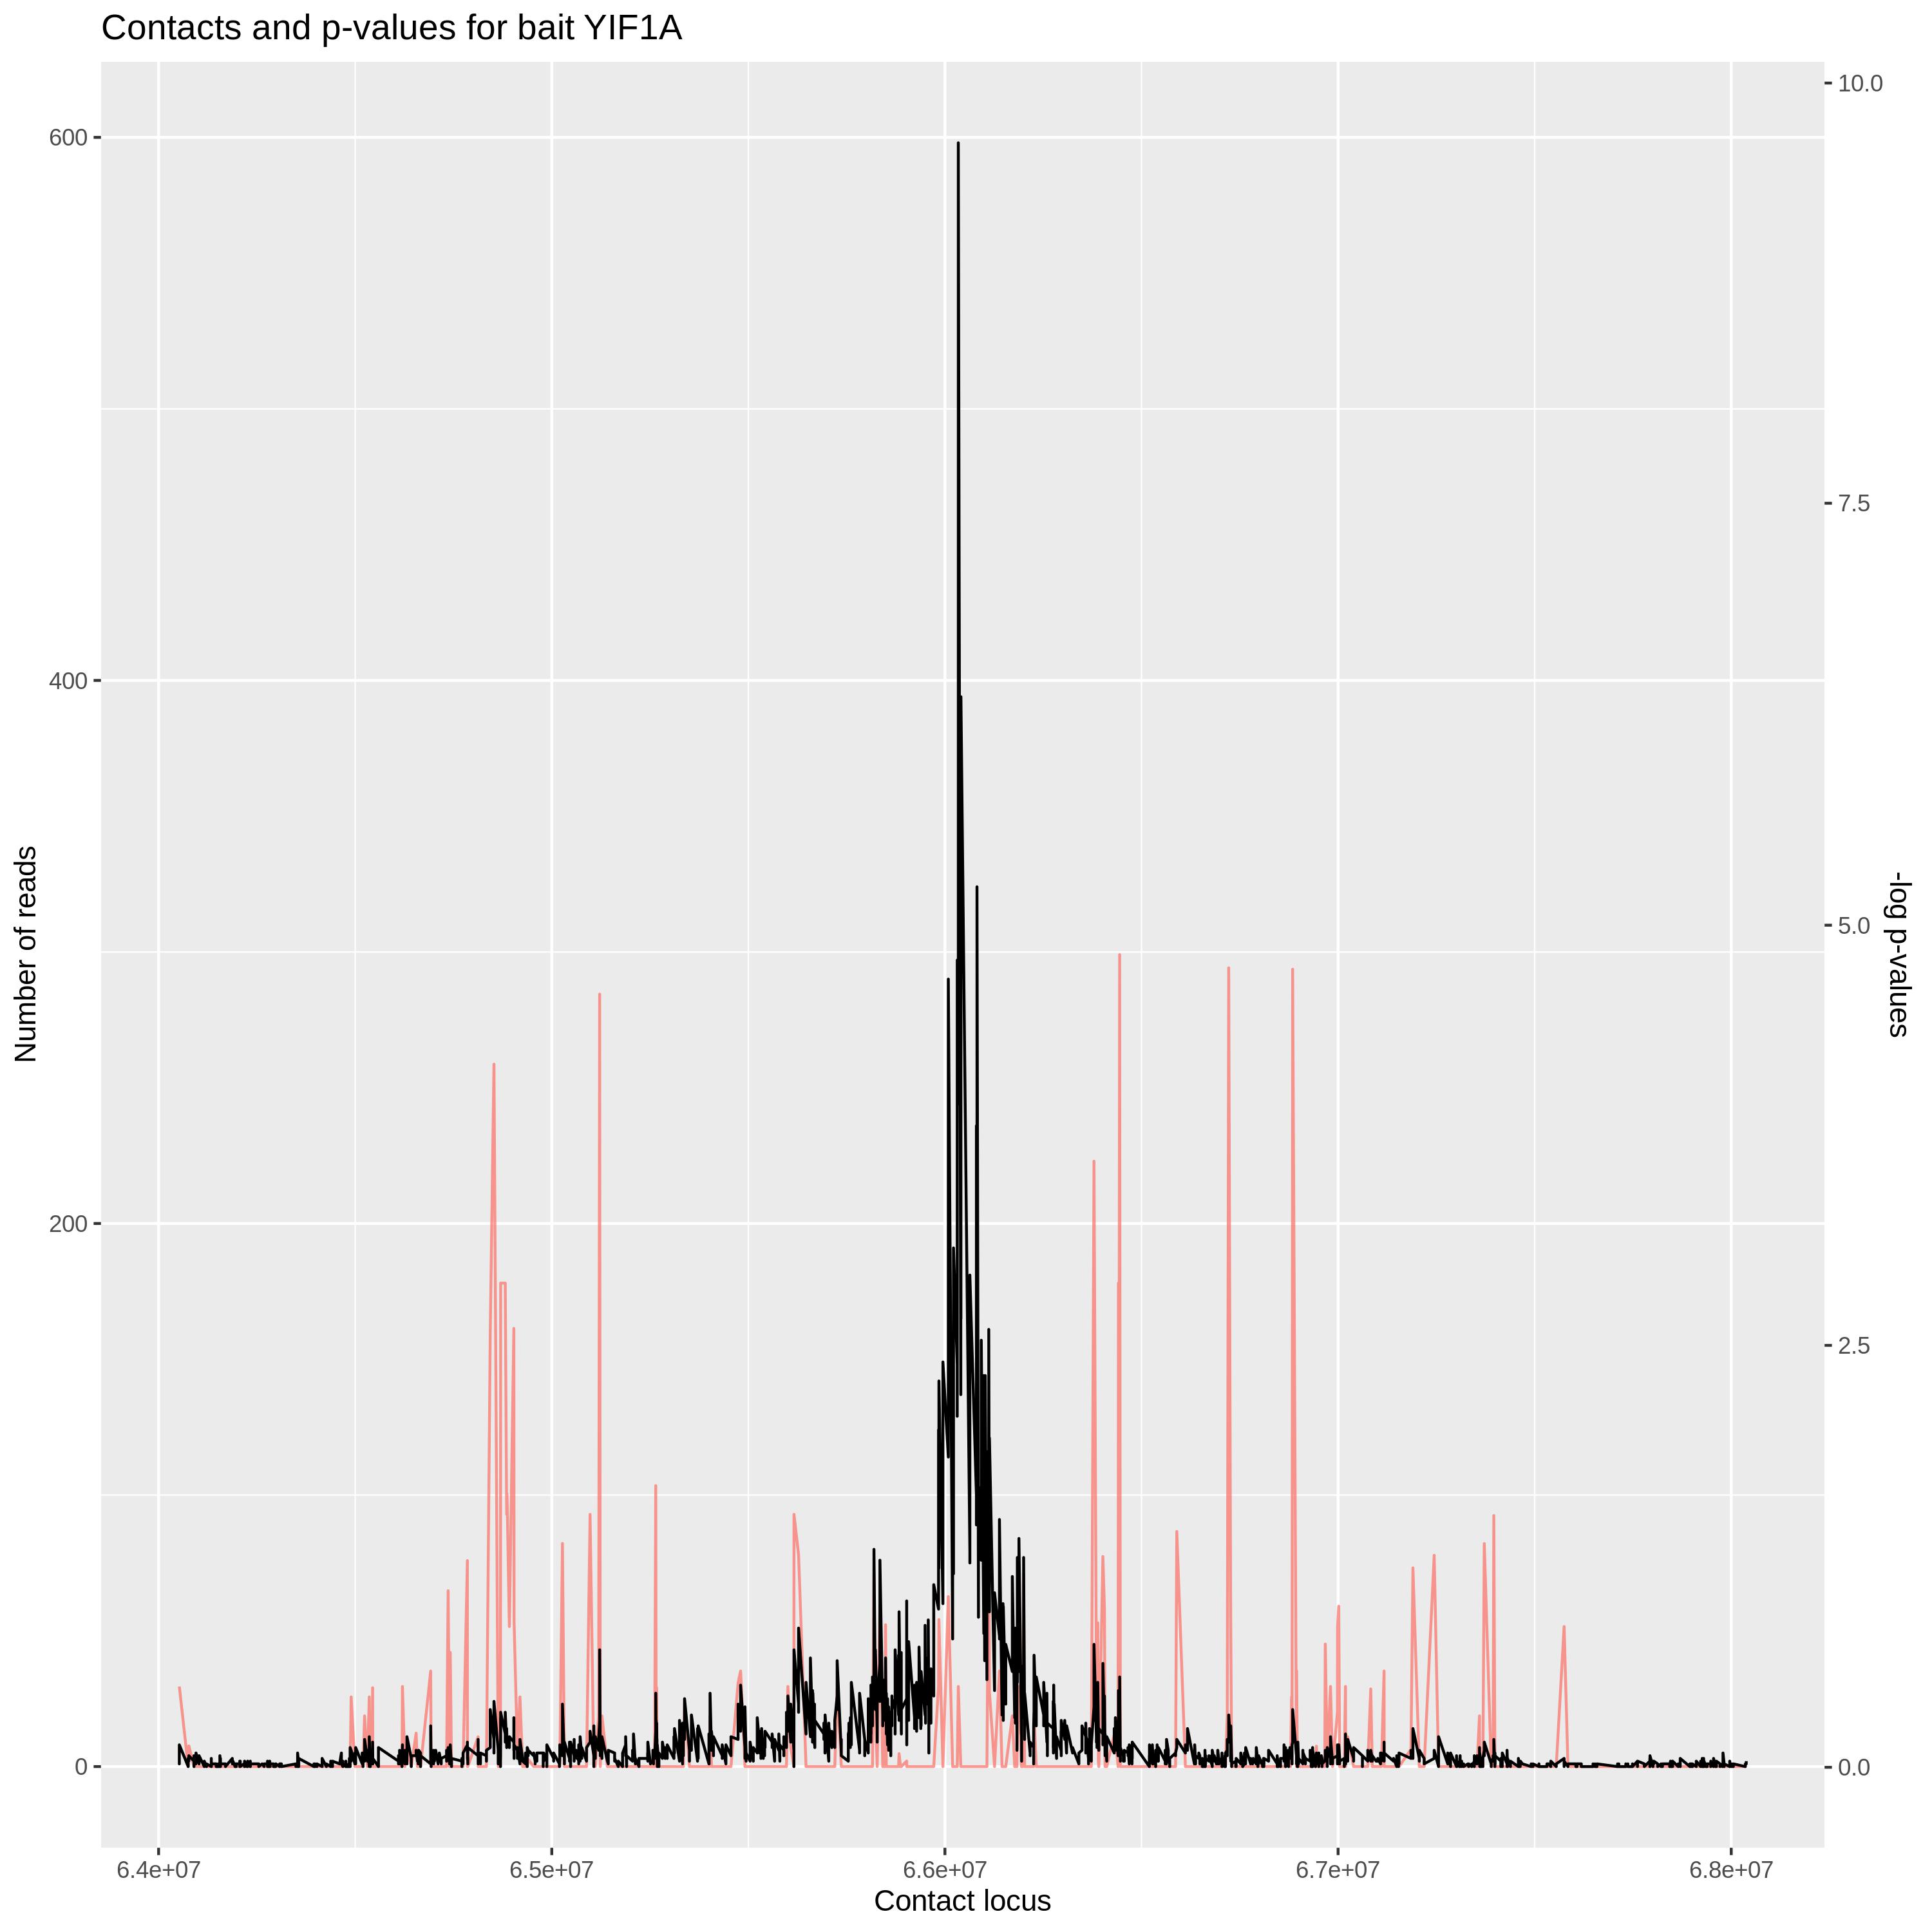 Contacts and p-values for bait YIF1A
600
400
200
0
Number of reads
10.0
7.5
5.0
2.5
0.0
-log p-values
6.4e+07
6.5e+07
6.6e+07
6.7e+07
6.8e+07
Contact locus